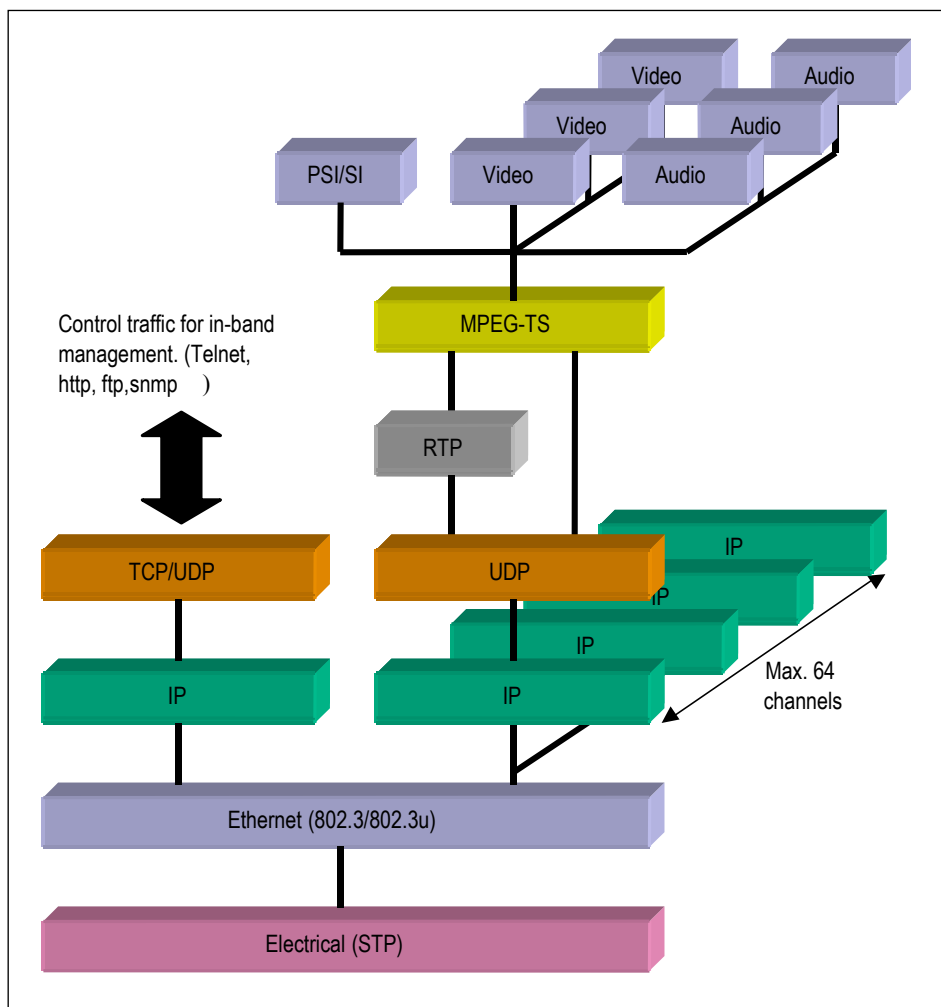 Video
Audio
Video
Audio
PSI/SI
Video
Audio
MPEG-TS
Control traffic for in-band
management. (Telnet,
http, ftp,snmp )
RTP
IP
TCP/UDP
UDP
IP
IP
IP
IP
Max. 64
channels
Ethernet (802.3/802.3u)
Electrical (STP)